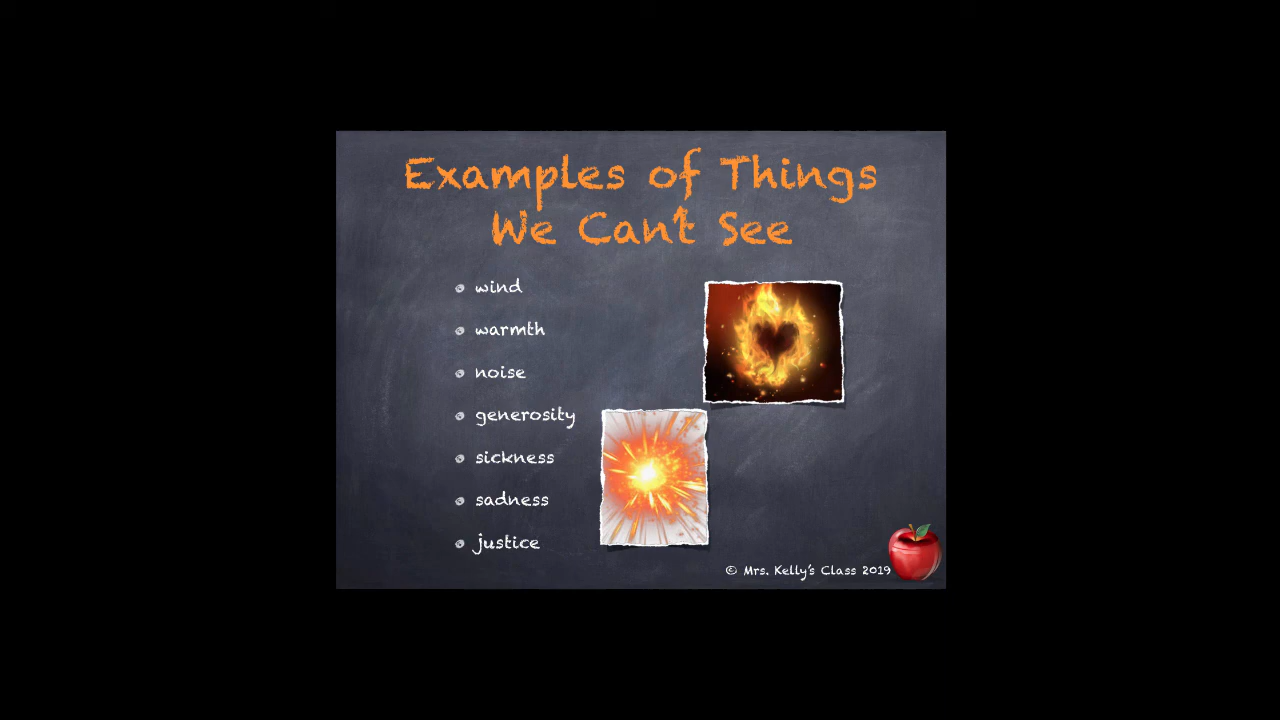 Examples of Things
We Can't See
wind
warmth
noise
generosity
sickness
sadness
justice
© Mrs. Kelly's Class 2019